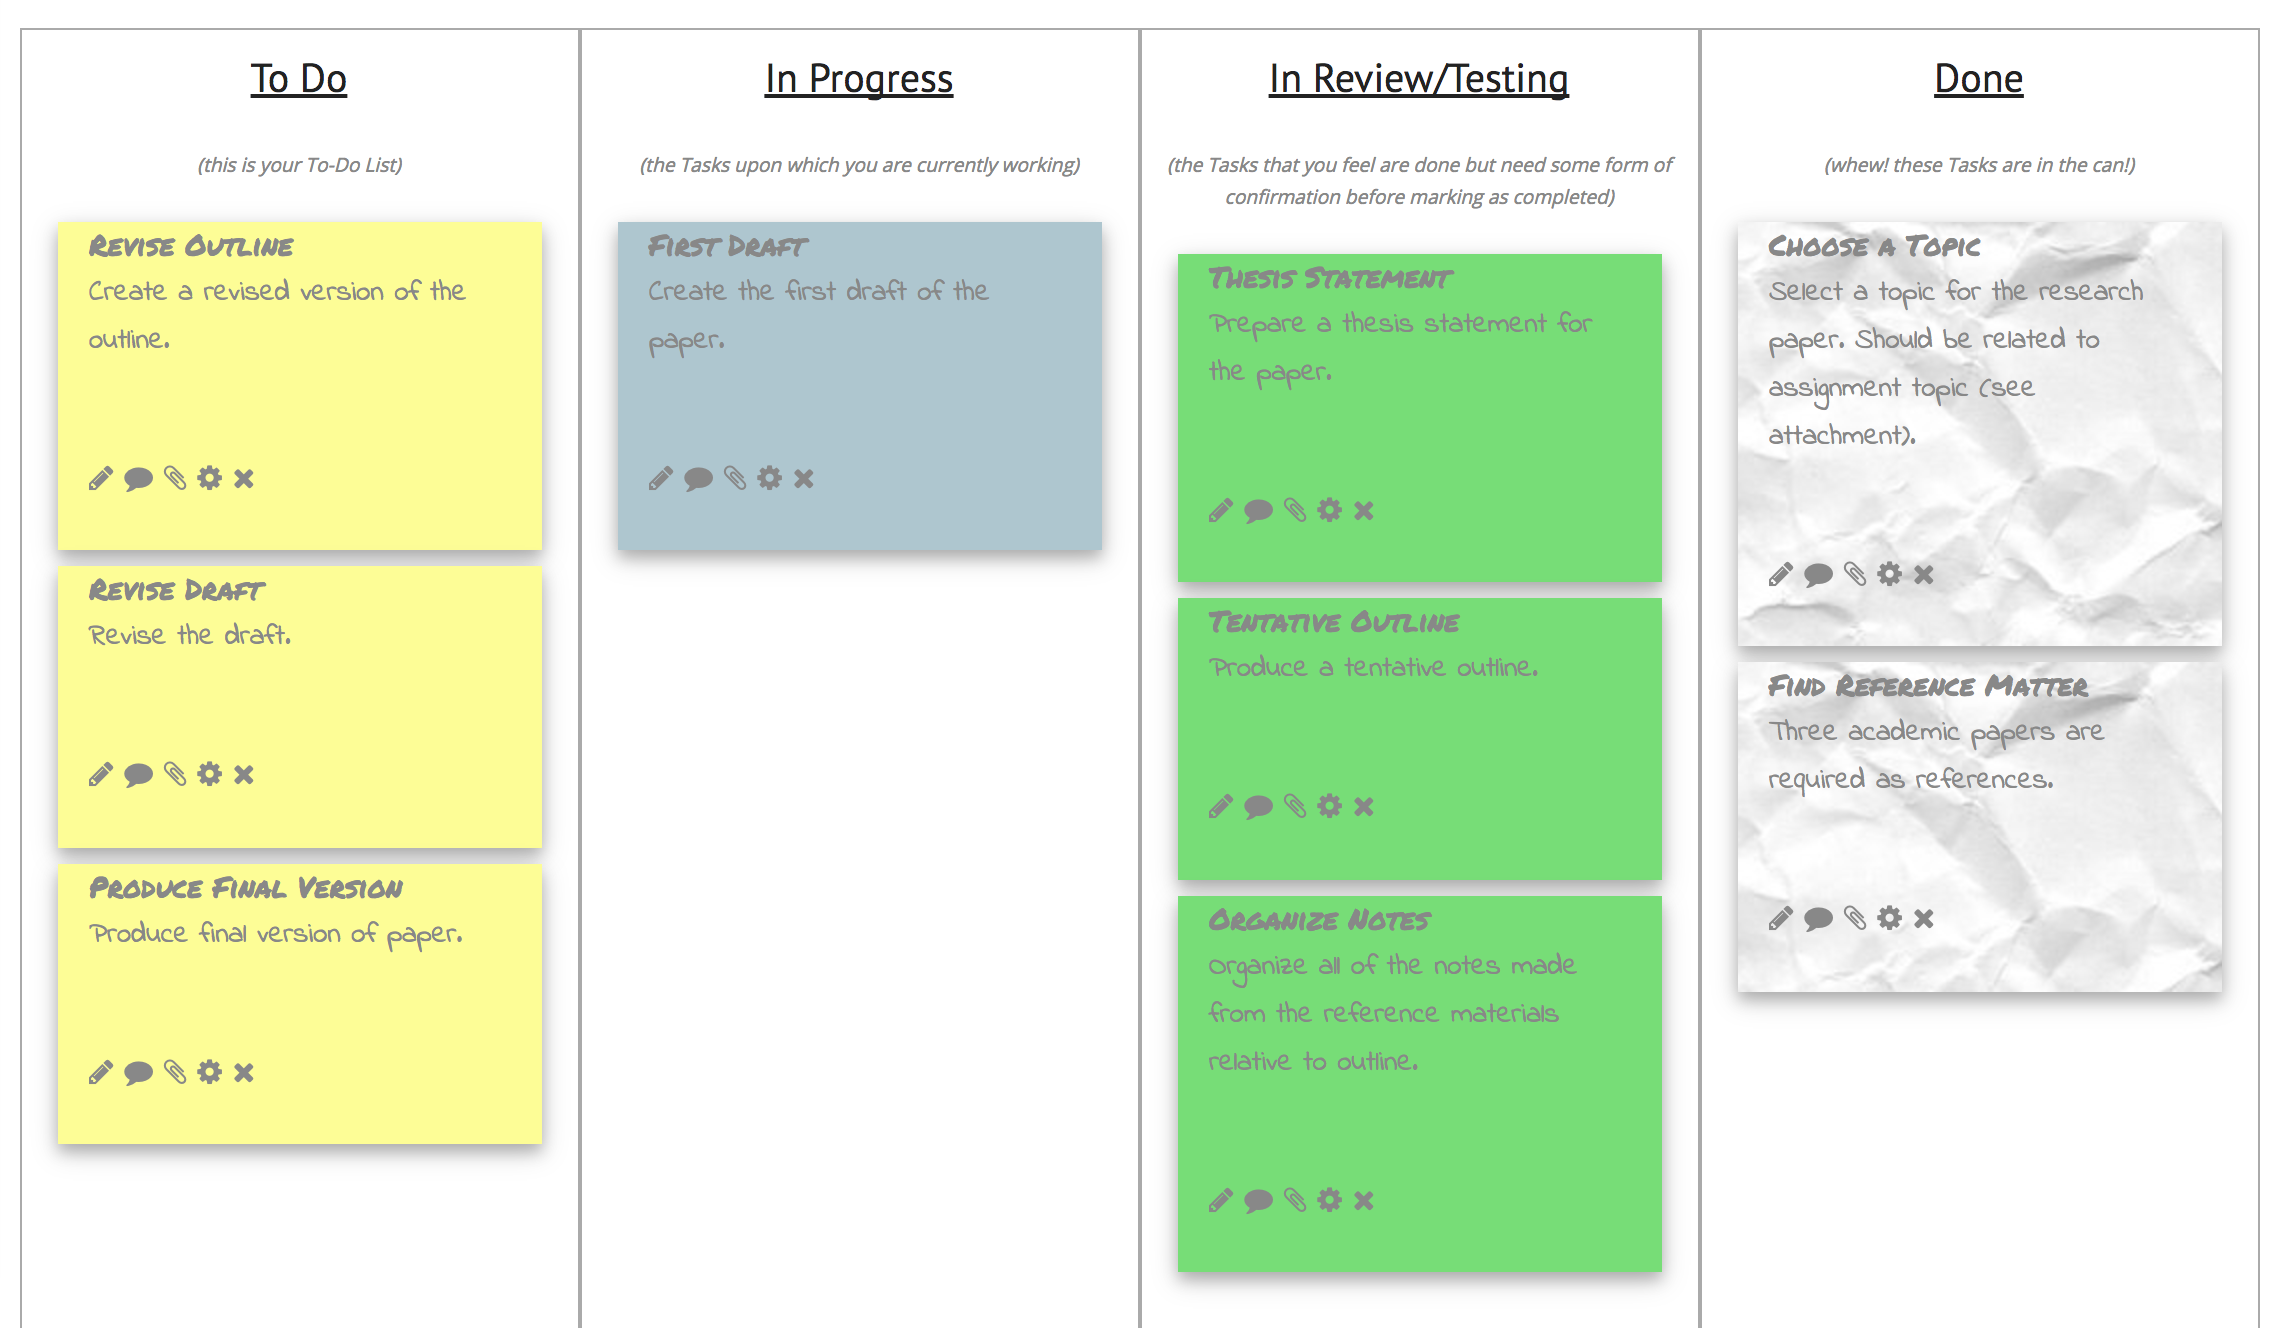 To Do
(this is your To-Do List)
Revise Outline
Create a revised version of the
outline.
Revise Draft
Revise the draft.
Produce Final Version
Produce final version of paper.
In Progress
(the Tasks upon which you are currently working)
First Draft
Create the first draft of the
paper.
In Review/Testing
(the Tasks that you feel are done but need some form of
confirmation before marking as completed)
Thesis Statement
Prepare a thesis statement for
the paper.
Tentative Outline
Produce a tentative outline.
Organize Notes
Organize all of the notes made
from the reference materials
relative to outline.
Done
(whew! these Tasks are in the can!)
Choose a Topic
Select a topic for the research
paper. Should be related to
assignment topic (see
attachment).
Find Reference Matter
Three academic papers are
required as references.